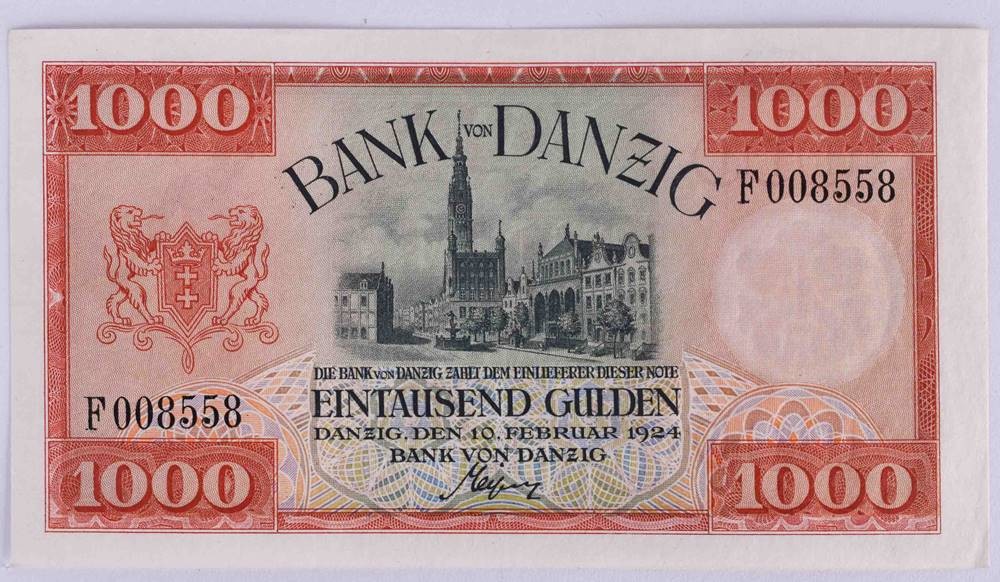 1000 1000
BANK VON DANZIG
F008558
F008558
DIE BANK VON DANZIG ZAHLT DEM EINLIEFERER DIESER NOTE
EINTAUSEND GULDEN
DANZIG, DEN 10. FEBRUAR 1924
BANK VON DANZIG
1000 1000